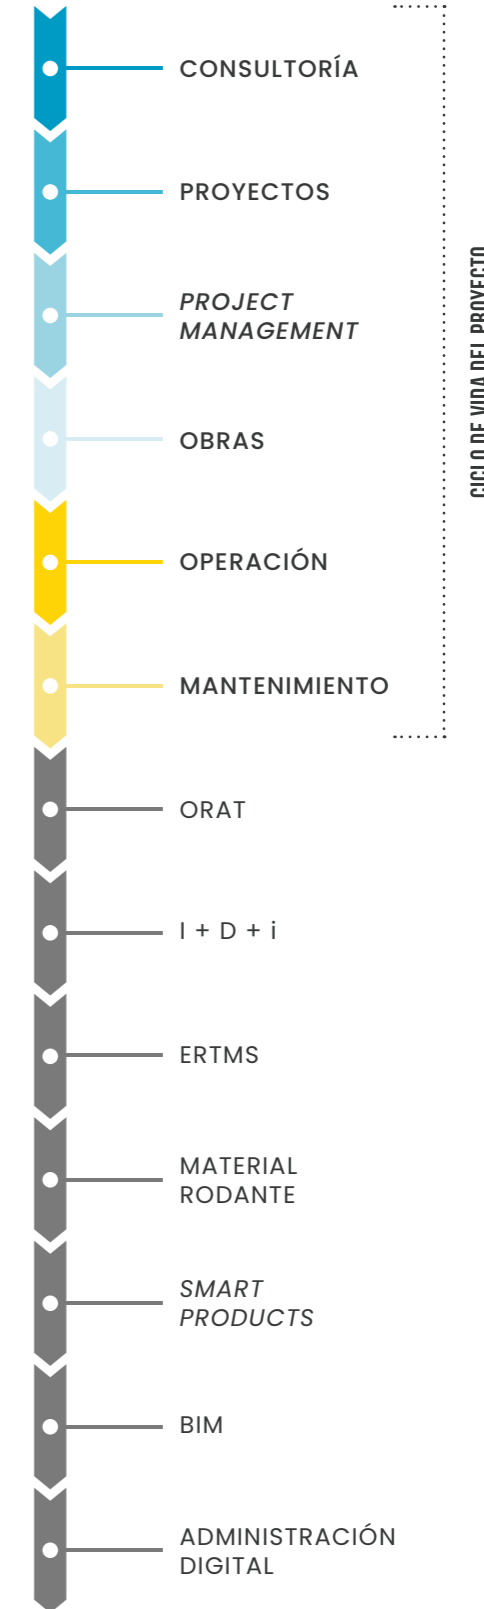 CONSULTORÍA
PROYECTOS
PROJECT
MANAGEMENT
OBRAS
OPERACIÓN
MANTENIMIENTO
CICLO DE VIDA DEL PROYECTO
ORAT
I + D + i
ERTMS
MATERIAL
RODANTE
SMART
PRODUCTS
BIM
ADMINISTRACIÓN
DIGITAL